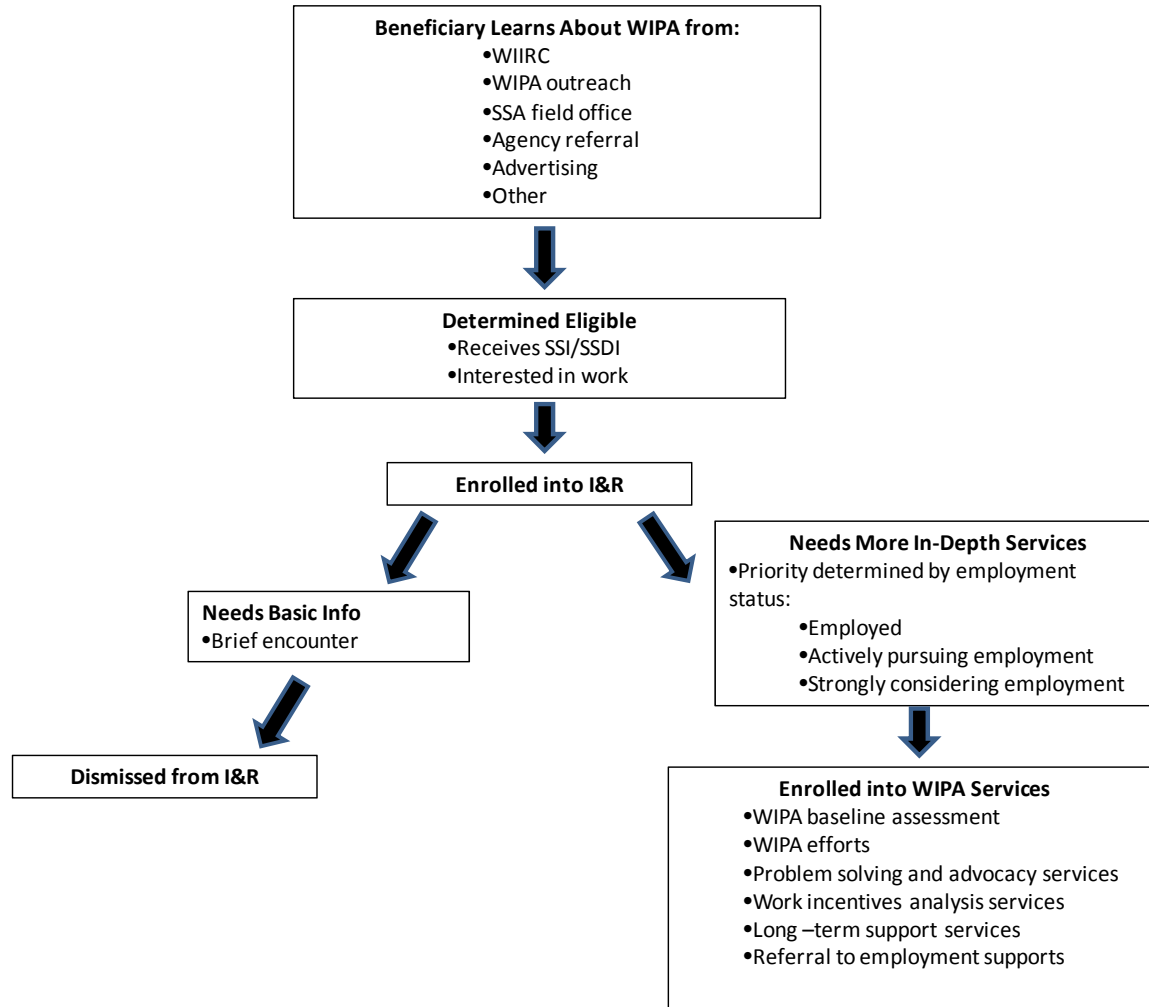 Beneficiary Learns About WIPA from:
•WIIRC
•WIPA outreach
•SSA field office
•Agency referral
•Advertising
•Other
Determined Eligible
•Receives SSI/SSDI
•Interested in work
Enrolled into I&R
Needs Basic Info
•Brief encounter
Dismissed from I&R
Needs More In-Depth Services
•Priority determined by employment
status:
•Employed
•Actively pursuing employment
•Strongly considering employment
Enrolled into WIPA Services
•WIPA baseline assessment
•WIPA efforts
•Problem solving and advocacy services
•Work incentives analysis services
•Long –term support services
•Referral to employment supports